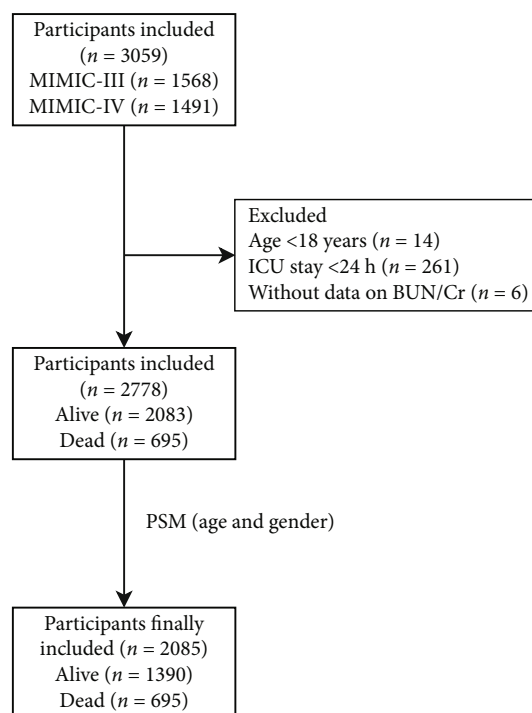 Participants included
(n = 3059)
MIMIC-III (n = 1568)
MIMIC-IV (n = 1491)
Excluded
Age <18 years (n = 14)
ICU stay <24 h (n = 261)
Without data on BUN/Cr (n = 6)
Participants included
(n = 2778)
Alive (n = 2083)
Dead (n = 695)
PSM (age and gender)
Participants finally
included (n = 2085)
Alive (n = 1390)
Dead (n = 695)